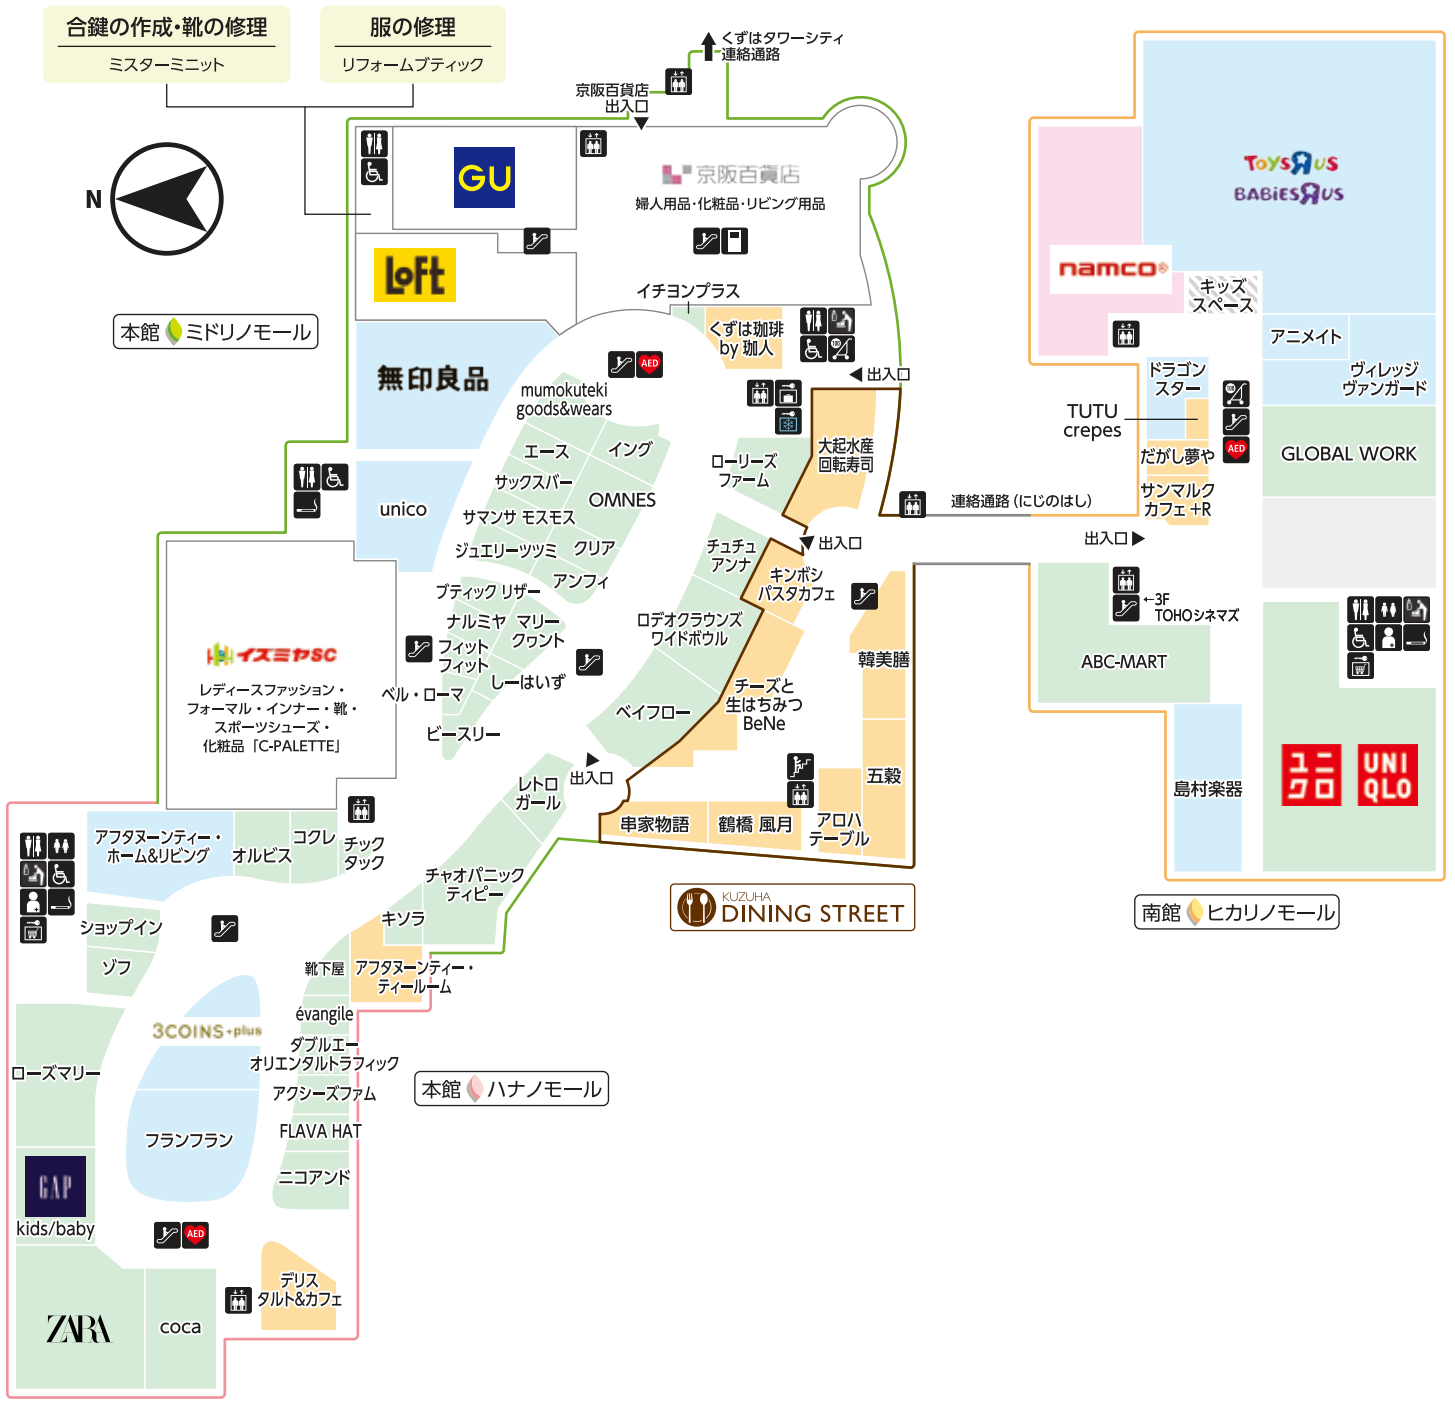 合鍵の作成・靴の修理
ミスターミニット
服の修理
リフォームブティック
くずはタワーシティ
連絡通路
京阪百貨店
出入口
N
GU
京阪百貨店
婦人用品・化粧品・リビング用品
LOFT
イチヨンプラス
くずは珈琲
by 珈人
本館 ミドリノモール
無印良品
AED
出入口
mumokuteki
goods&wears
エース
イング
サックスバー
OMNES
サマンサ モスモス
ジュエリーツツミ
クリア
アンフィ
unico
ローリーズ
ファーム
大起水産
回転寿司
チュチュ
アンナ
出入口
キンボシ
パスタカフェ
ブティック リザー
ナルミヤ
マリー
クヮント
フィット
フィット
しーはいず
ベル・ローマ
ビースリー
ロデオクラウンズ
ワイドボウル
ベイフロー
チーズと
生はちみつ
BeNe
韓美膳
五穀
アロハ
テーブル
鶴橋 風月
串家物語
出入口
レトロ
ガール
イズミヤSC
レディースファッション・
フォーマル・インナー・靴・
スポーツシューズ・
化粧品「C-PALETTE」
アフタヌーンティー・
ホーム&リビング
オルビス
コクレ
チック
タック
チャオパニック
ティピー
キソラ
KUZUHA
DINING STREET
ショップイン
ゾフ
靴下屋
アフタヌーンティー・
ティールーム
évangile
3COINS+plus
ダブルエー
オリエンタルトラフィック
アクシーズファム
FLAVA HAT
ニコアンド
ローズマリー
フランフラン
本館 ハナノモール
GAP
kids/baby
AED
ZARA
coca
デリス
タルト&カフェ
TOYSRUS
BABIESRUS
namco
キッズ
スペース
アニメイト
ヴィレッジ
ヴァンガード
ドラゴン
スター
TUTU
crepes
AED
GLOBAL WORK
だがし夢や
サンマルク
カフェ +R
連絡通路（にじのはし）
出入口
←3F
TOHOシネマズ
ABC-MART
島村楽器
ユニクロ
UNIQLO
南館 ヒカリノモール